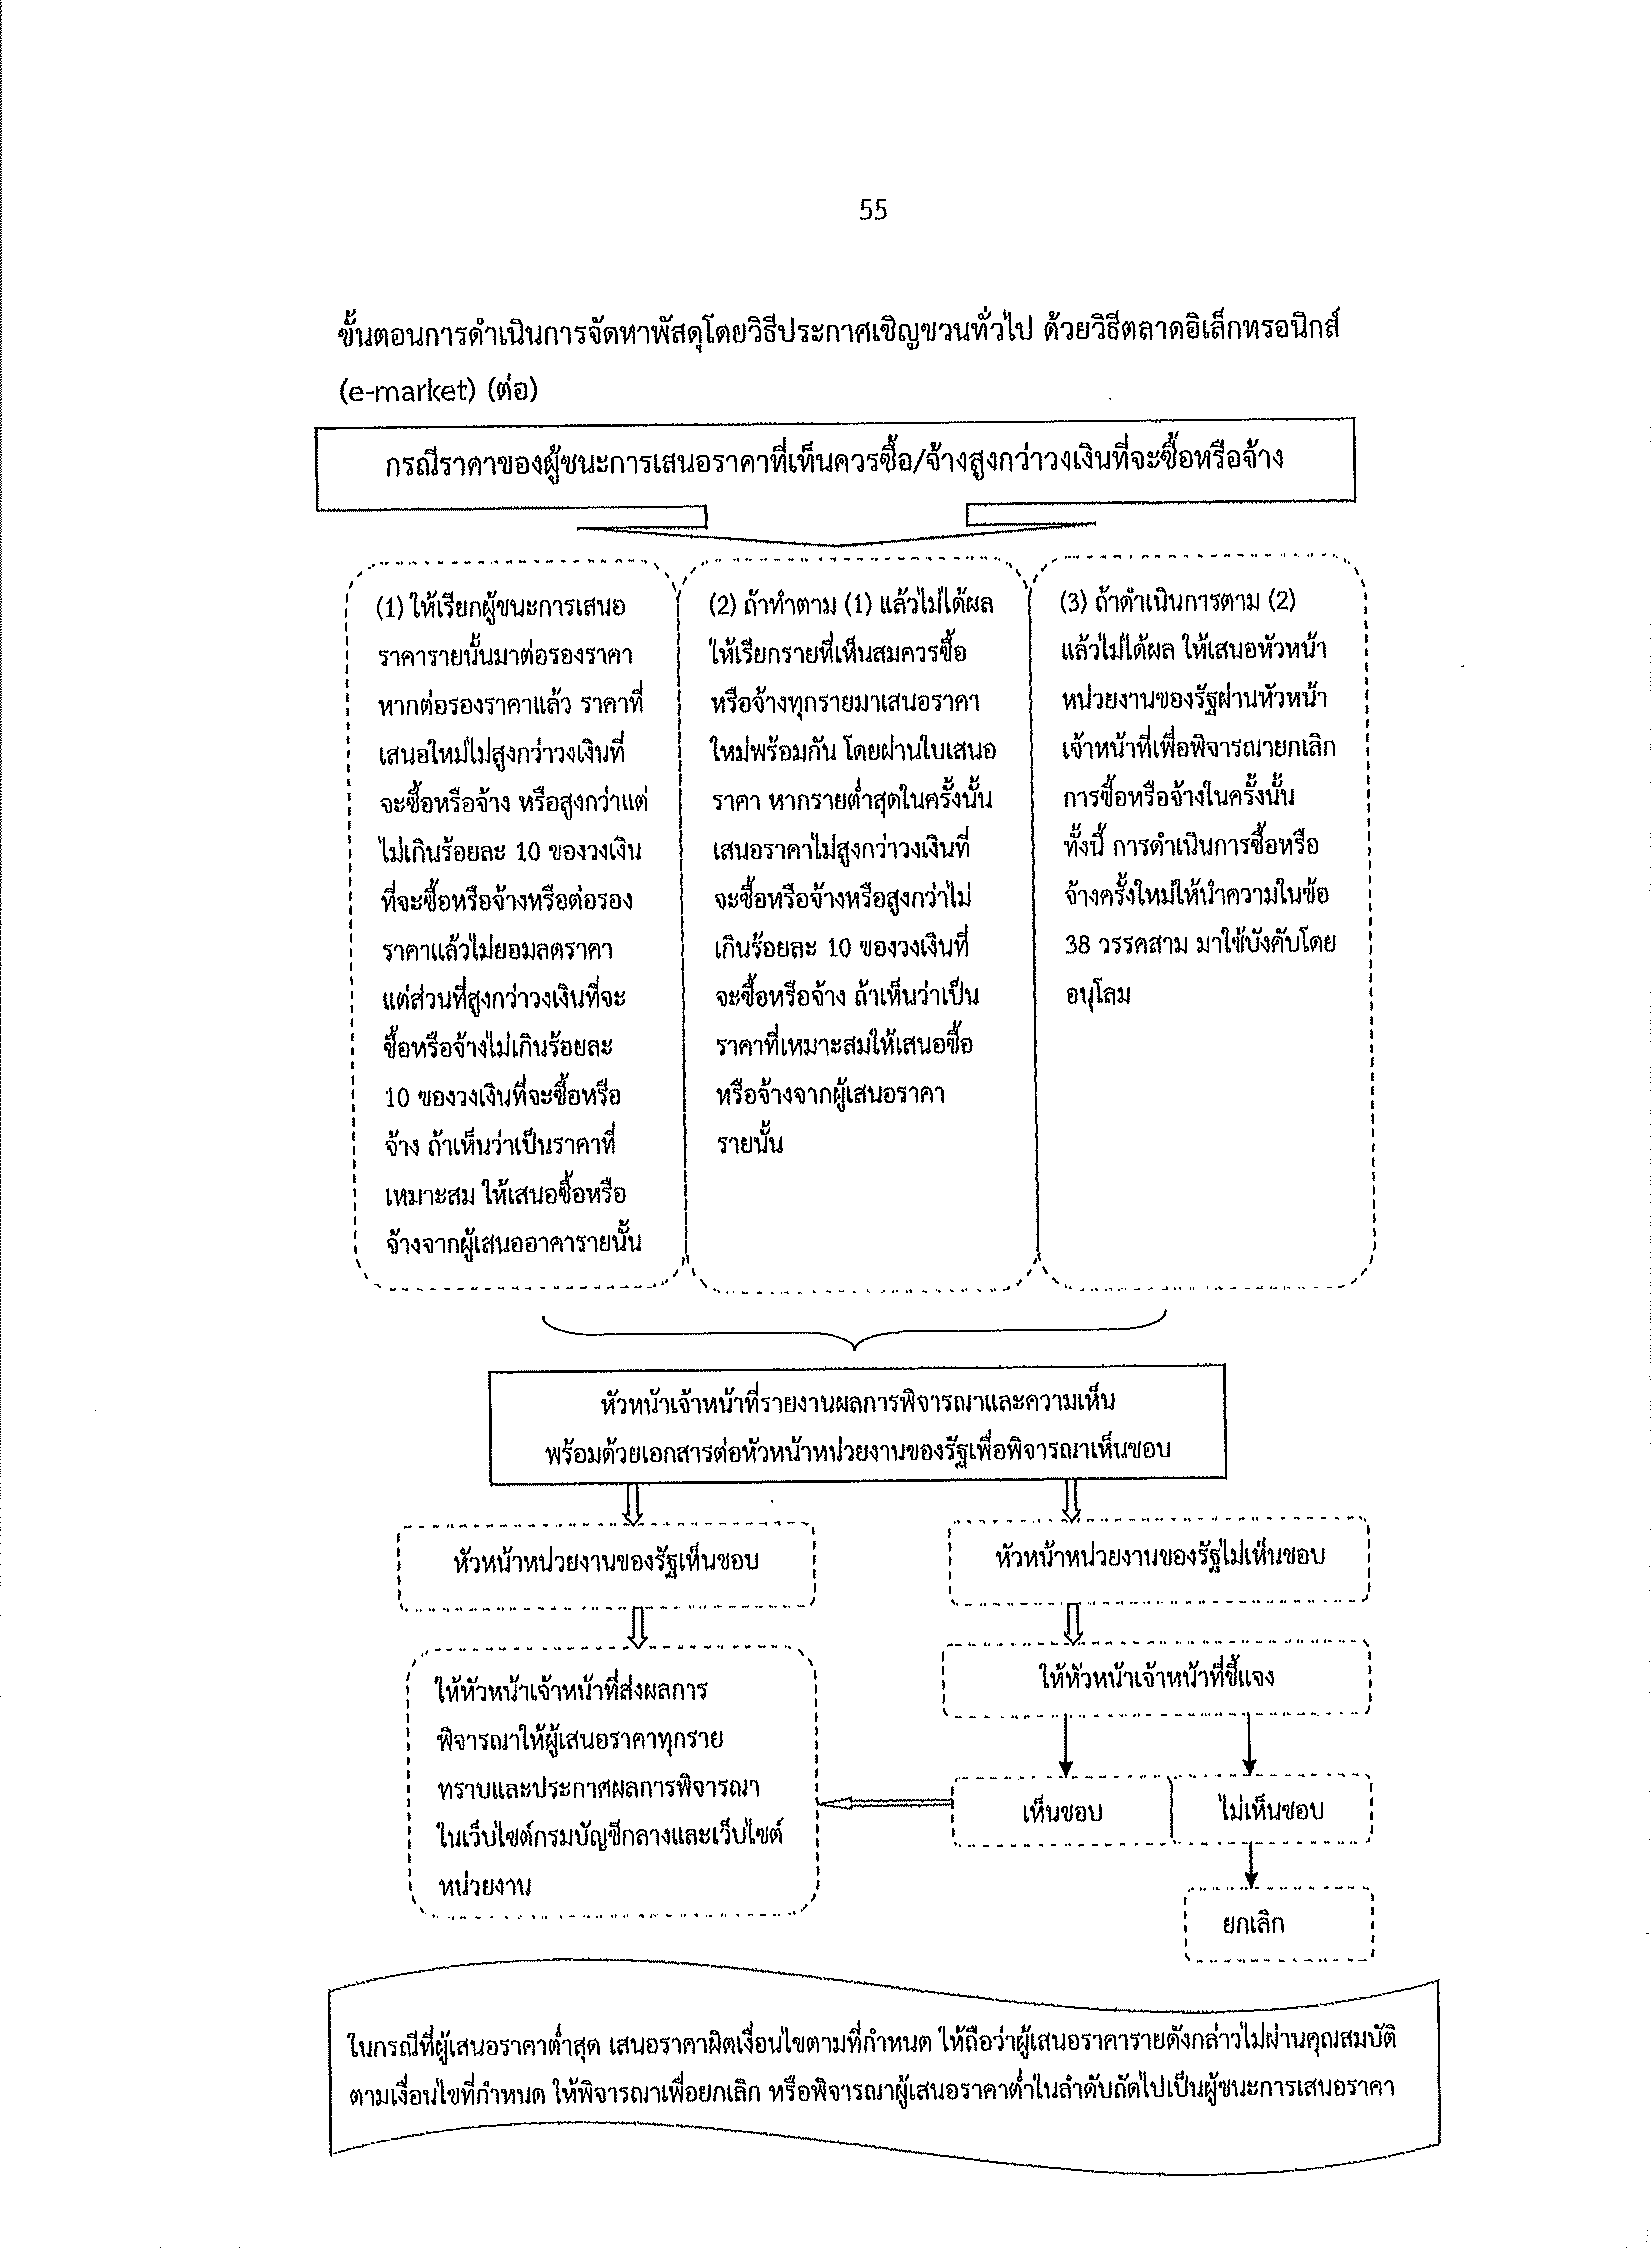 55
ขั้นตอนการดำเนินการจัดหาพัสดุโดยวิธีประกาศเชิญชวนทั่วไป ด้วยวิธีตลาดอิเล็กทรอนิกส์
(e-market) (ต่อ)
กรณีราคาของผู้ชนะการเสนอราคาที่เห็นควรซื้อ/จ้างสูงกว่าวงเงินที่จะซื้อหรือจ้าง
(1) ให้เรียกผู้ชนะการเสนอ
ราคารายนั้นมาต่อรองราคา
หากต่อรองราคาแล้ว ราคาที่
เสนอใหม่ไม่สูงกว่าวงเงินที่
จะซื้อหรือจ้าง หรือสูงกว่าแต่
ไม่เกินร้อยละ 10 ของวงเงิน
ที่จะซื้อหรือจ้างหรือต่อรอง
ราคาแล้วไม่ยอมลดราคา
แต่ส่วนที่สูงกว่าวงเงินที่จะ
ซื้อหรือจ้างไม่เกินร้อยละ
10 ของวงเงินที่จะซื้อหรือ
จ้าง ถ้าเห็นว่าเป็นราคาที่
เหมาะสม ให้เสนอซื้อหรือ
จ้างจากผู้เสนออาคารายนั้น
(2) ถ้าทำตาม (1) แล้วไม่ได้ผล
ให้เรียกรายที่เห็นสมควรซื้อ
หรือจ้างทุกรายมาเสนอราคา
ใหม่พร้อมกัน โดยผ่านใบเสนอ
ราคา หากรายต่ำสุดในครั้งนั้น
เสนอราคาไม่สูงกว่าวงเงินที่
จะซื้อหรือจ้างหรือสูงกว่าไม่
เกินร้อยละ 10 ของวงเงินที่
จะซื้อหรือจ้าง ถ้าเห็นว่าเป็น
ราคาที่เหมาะสมให้เสนอซื้อ
หรือจ้างจากผู้เสนอราคา
รายนั้น
(3) ถ้าดำเนินการตาม (2)
แล้วไม่ได้ผล ให้เสนอหัวหน้า
หน่วยงานของรัฐผ่านหัวหน้า
เจ้าหน้าที่เพื่อพิจารณายกเลิก
การซื้อหรือจ้างในครั้งนั้น
ทั้งนี้ การดำเนินการซื้อหรือ
จ้างครั้งใหม่ให้นำความในข้อ
38 วรรคสาม มาใช้บังคับโดย
อนุโลม
หัวหน้าเจ้าหน้าที่รายงานผลการพิจารณาและความเห็น
พร้อมด้วยเอกสารต่อหัวหน้าหน่วยงานของรัฐเพื่อพิจารณาเห็นชอบ
หัวหน้าหน่วยงานของรัฐเห็นชอบ
หัวหน้าหน่วยงานของรัฐไม่เห็นชอบ
ให้หัวหน้าเจ้าหน้าที่ส่งผลการ
พิจารณาให้ผู้เสนอราคาทุกราย
ทราบและประกาศผลการพิจารณา
ในเว็บไซต์กรมบัญชีกลางและเว็บไซต์
หน่วยงาน
ให้หัวหน้าเจ้าหน้าที่ชี้แจง
เห็นชอบ
ไม่เห็นชอบ
ยกเลิก
ในกรณีที่ผู้เสนอราคาต่ำสุด เสนอราคาผิดเงื่อนไขตามที่กำหนด ให้ถือว่าผู้เสนอราคารายดังกล่าวไม่ผ่านคุณสมบัติ
ตามเงื่อนไขที่กำหนด ให้พิจารณาเพื่อยกเลิก หรือพิจารณาผู้เสนอราคาต่ำในลำดับถัดไปเป็นผู้ชนะการเสนอราคา